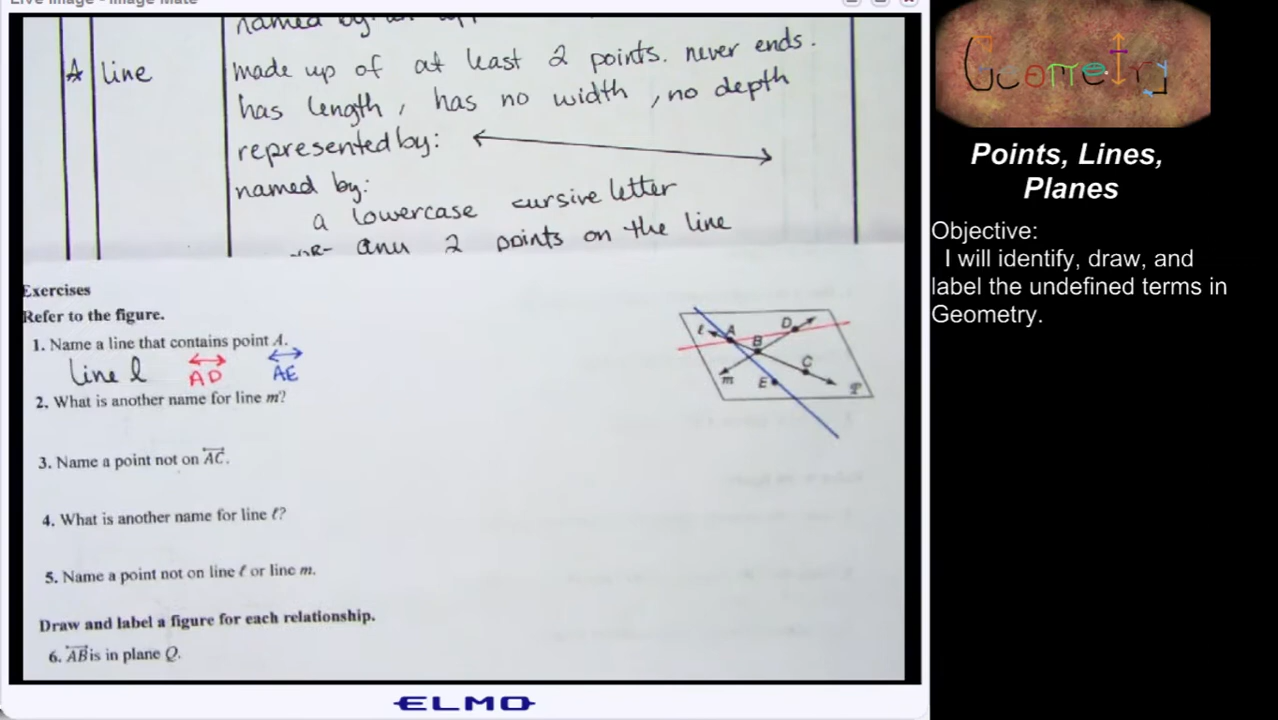 Live Image - Image Mate
named by:
A line made up of at least 2 points. never ends.
has length, has no width, no depth
represented by:
named by:
a lowercase cursive letter
-OR- any 2 points on the line
Exercises
Refer to the figure.
1. Name a line that contains point A.
line ℓ AD AE
2. What is another name for line m?
3. Name a point not on AC.
4. What is another name for line ℓ?
5. Name a point not on line ℓ or line m.
Draw and label a figure for each relationship.
6. AB is in plane Q.
ℓ A D
B
C
m E
ELMO
Geometry
Points, Lines,
Planes
Objective:
I will identify, draw, and
label the undefined terms in
Geometry.